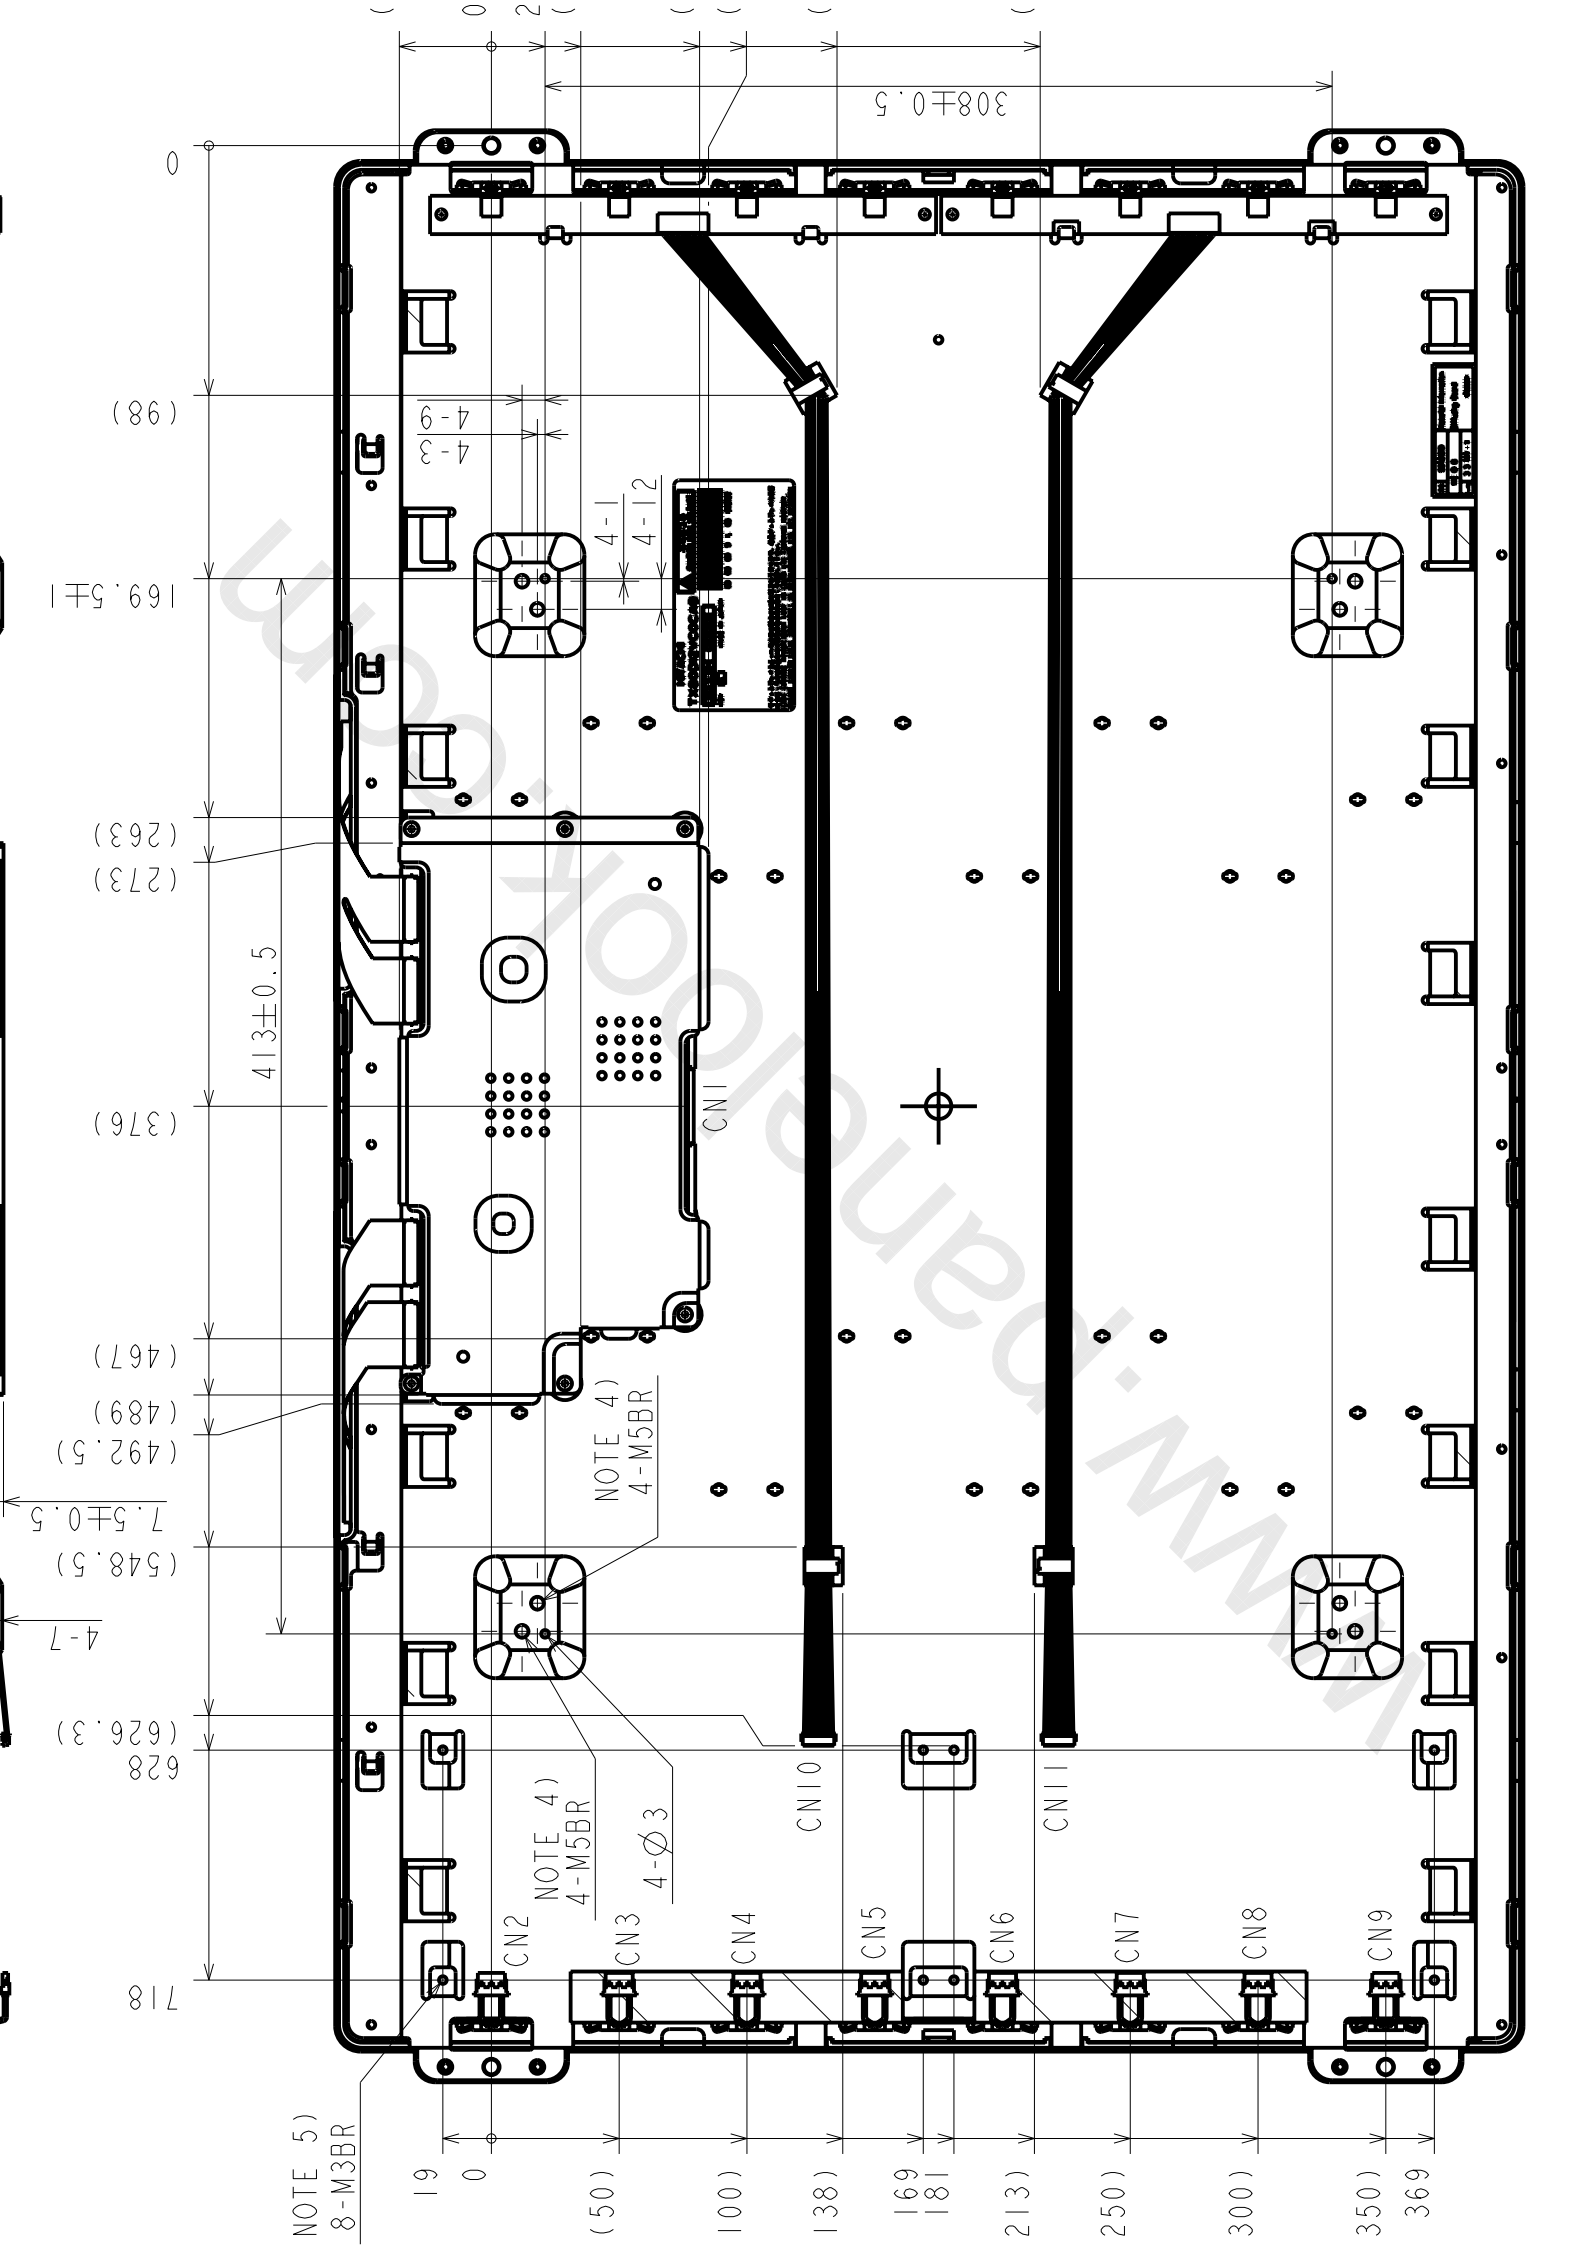 308±0.5
0
(98)
169.5±1
(263)
(273)
413±0.5
(376)
(467)
(489)
(492.5)
7.5±0.5
(548.5)
4-7
(626.3)
628
718
4-9
4-3
4-1
4-12
CN1
NOTE 4)
4-M5BR
NOTE 4)
4-M5BR
4-Ø3
CN10
CN11
CN2
CN3
CN4
CN5
CN6
CN7
CN8
CN9
NOTE 5)
8-M3BR
19
0
(50)
100)
138)
169
181
213)
250)
300)
350)
369
www.panelook.com
HITACHI